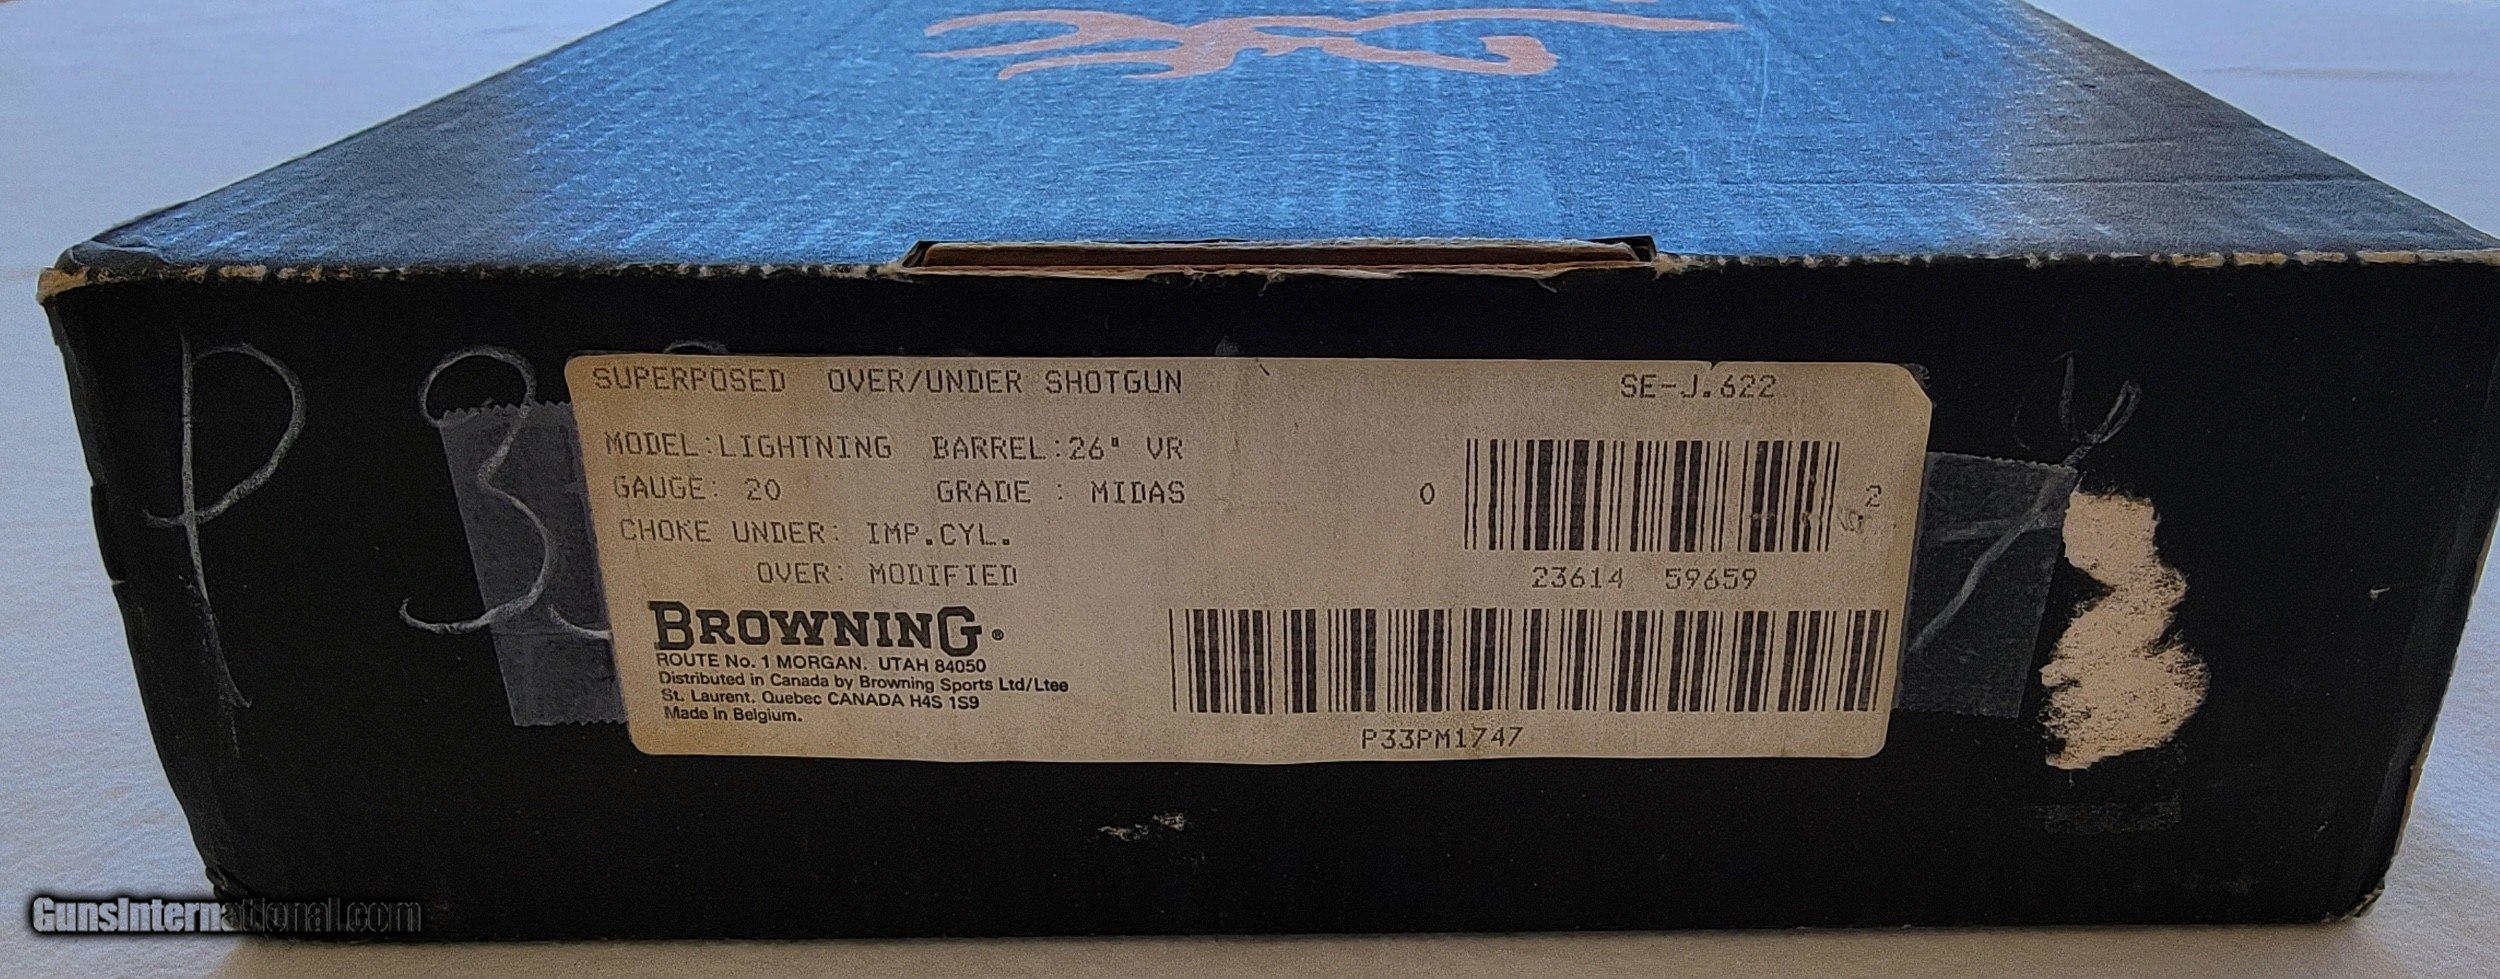 SUPERPOSED OVER/UNDER SHOTGUN SE-J.622
MODEL:LIGHTNING BARREL:26" VR
GAUGE: 20 GRADE : MIDAS
CHOKE UNDER: IMP.CYL.
OVER: MODIFIED
0 2
23614 59659
BROWNING®
ROUTE No. 1 MORGAN, UTAH 84050
Distributed in Canada by Browning Sports Ltd/Ltee
St. Laurent, Quebec CANADA H4S 1S9
Made in Belgium.
P33PM1747
P 3
GunsInternational.com